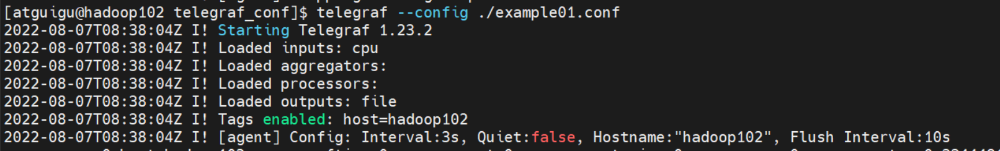 [atguigu@hadoop102 telegraf_conf]$ telegraf --config ./example01.conf
2022-08-07T08:38:04Z I! Starting Telegraf 1.23.2
2022-08-07T08:38:04Z I! Loaded inputs: cpu
2022-08-07T08:38:04Z I! Loaded aggregators:
2022-08-07T08:38:04Z I! Loaded processors:
2022-08-07T08:38:04Z I! Loaded outputs: file
2022-08-07T08:38:04Z I! Tags enabled: host=hadoop102
2022-08-07T08:38:04Z I! [agent] Config: Interval:3s, Quiet:false, Hostname:"hadoop102", Flush Interval:10s